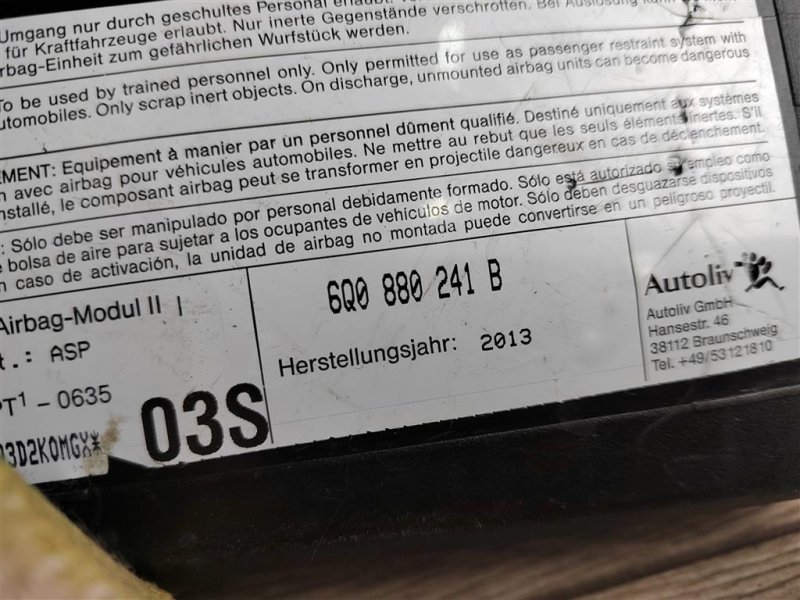 Umgang nur durch geschultes Personal erlaubt.
für Kraftfahrzeuge erlaubt. Nur inerte Gegenstände verschrotten. Bei Auslösung kann
rbag-Einheit zum gefährlichen Wurfstück werden.
To be used by trained personnel only. Only permitted for use as passenger restraint system with
utomobiles. Only scrap inert objects. On discharge, unmounted airbag units can become dangerous
EMENT: Equipement à manier par un personnel dûment qualifié. Destiné uniquement aux systèmes
n avec airbag pour véhicules automobiles. Ne mettre au rebut que les seuls éléments inertes. S'il
nstallé, le composant airbag peut se transformer en projectile dangereux en cas de déclenchement.
: Sólo debe ser manipulado por personal debidamente formado. Sólo está autorizado su empleo como
e bolsa de aire para sujetar a los ocupantes de vehículos de motor. Sólo deben desguazarse dispositivos
n caso de activación, la unidad de airbag no montada puede convertirse en un peligroso proyectil.
Airbag-Modul II |
t.: ASP
PT1 - 0635
03D2K0MGX*
03S
6Q0 880 241 B
Herstellungsjahr: 2013
Autoliv
Autoliv GmbH
Hansestr. 46
38112 Braunschweig
Tel. +49/53121810